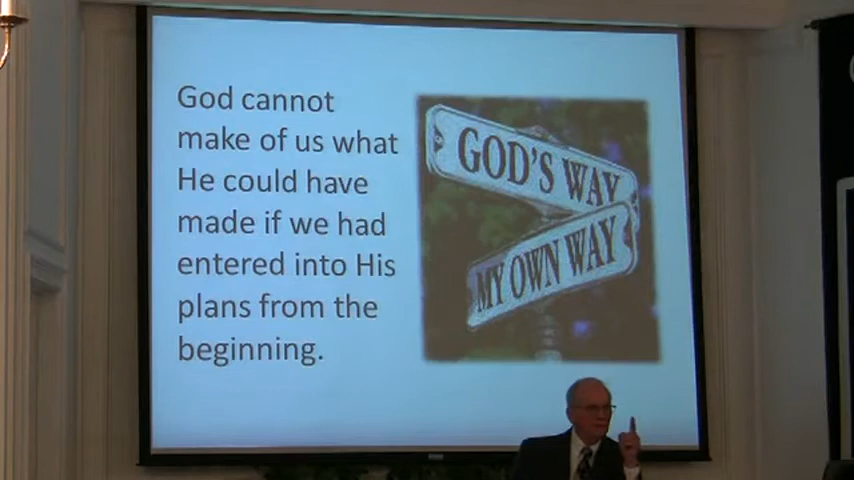 God cannot
make of us what
He could have
made if we had
entered into His
plans from the
beginning.
GOD'S WAY
MY OWN WAY